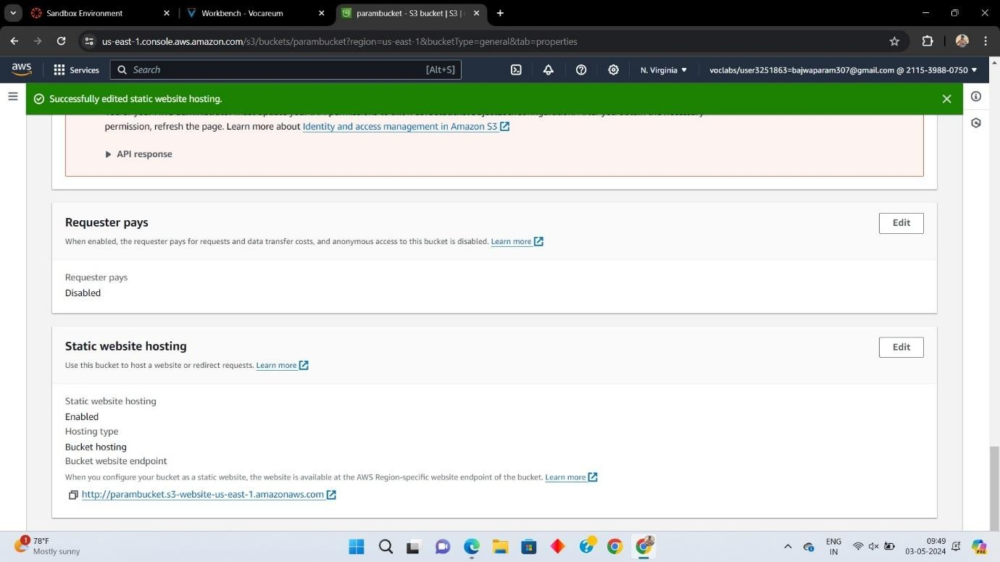 Sandbox Environment
Workbench - Vocareum
parambucket - S3 bucket | S3 |
us-east-1.console.aws.amazon.com/s3/buckets/parambucket?region=us-east-1&bucketType=general&tab=properties
aws
Services
Search
[Alt+S]
N. Virginia
voclabs/user3251863=bajwaparam307@gmail.com @ 2115-3988-0750
Successfully edited static website hosting.
permission, refresh the page. Learn more about Identity and access management in Amazon S3
API response
Requester pays
Edit
When enabled, the requester pays for requests and data transfer costs, and anonymous access to this bucket is disabled. Learn more
Requester pays
Disabled
Static website hosting
Edit
Use this bucket to host a website or redirect requests. Learn more
Static website hosting
Enabled
Hosting type
Bucket hosting
Bucket website endpoint
When you configure your bucket as a static website, the website is available at the AWS Region-specific website endpoint of the bucket. Learn more
http://parambucket.s3-website-us-east-1.amazonaws.com
1
78°F
Mostly sunny
ENG
IN
09:49
03-05-2024
PRE